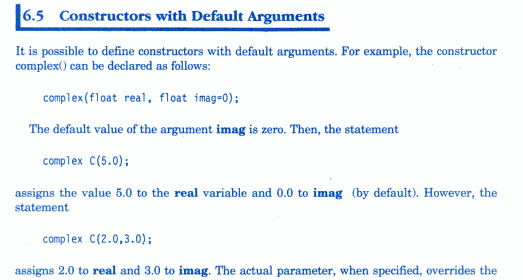 6.5 Constructors with Default Arguments
It is possible to define constructors with default arguments. For example, the constructor
complex() can be declared as follows:
complex(float real, float imag=0);
The default value of the argument imag is zero. Then, the statement
complex C(5.0);
assigns the value 5.0 to the real variable and 0.0 to imag (by default). However, the
statement
complex C(2.0,3.0);
assigns 2.0 to real and 3.0 to imag. The actual parameter, when specified, overrides the